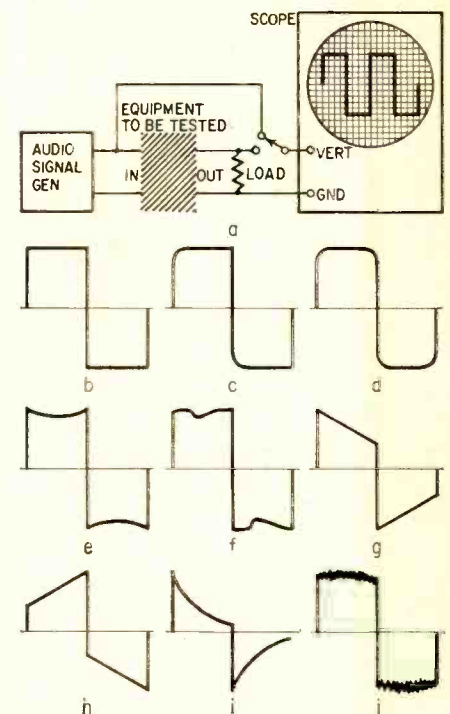 SCOPE
EQUIPMENT
TO BE TESTED
AUDIO
SIGNAL
GEN
IN
OUT
LOAD
VERT
GND
a
b
c
d
e
f
g
h
i
j